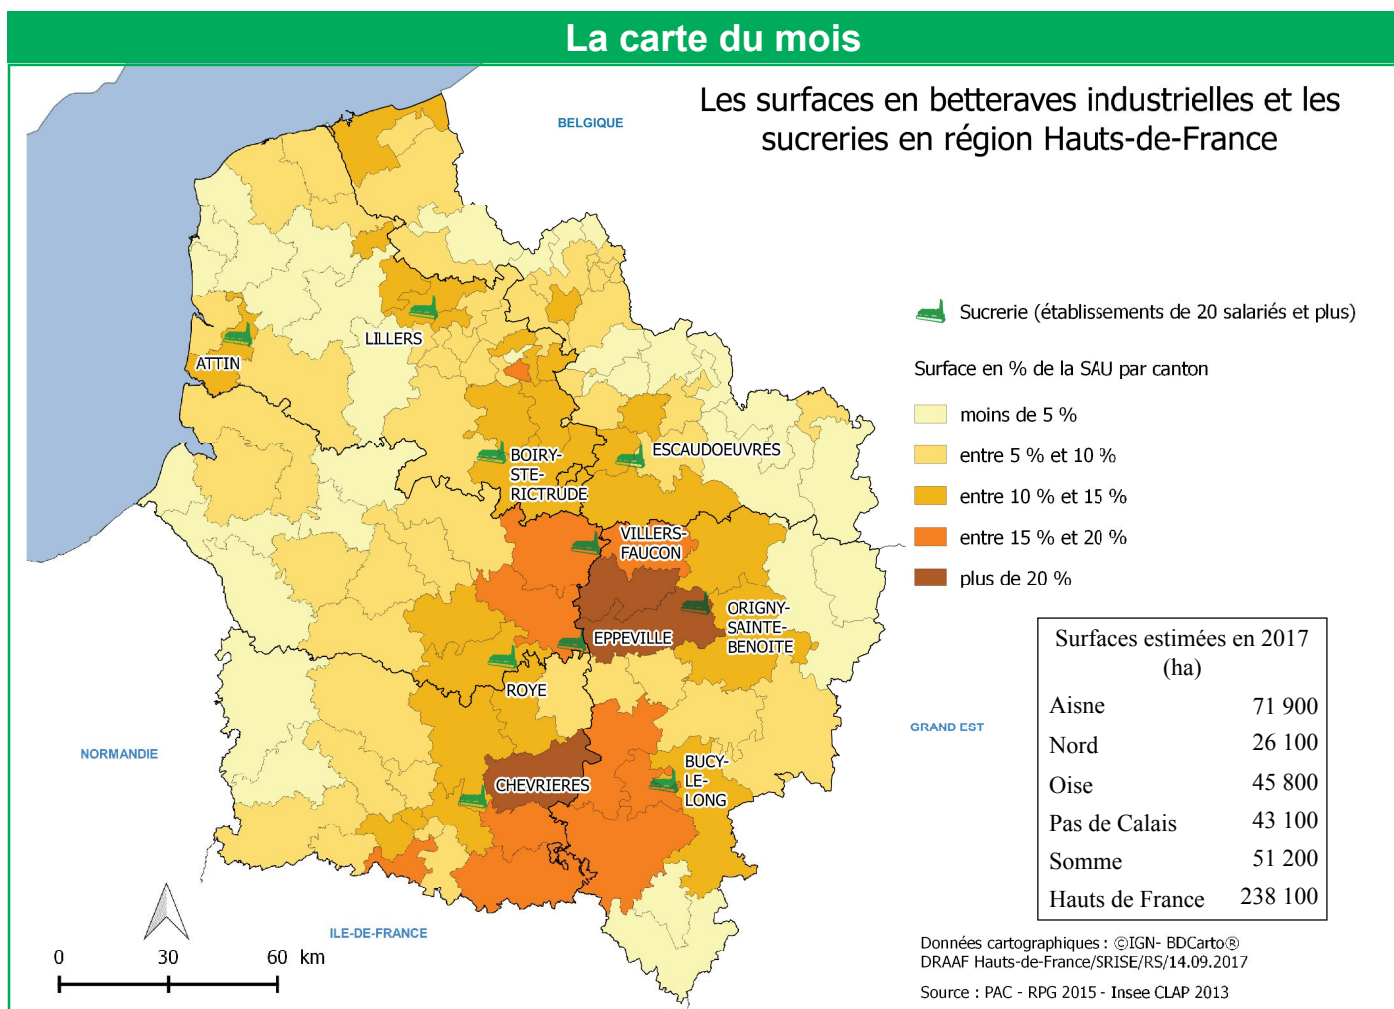 La carte du mois
Les surfaces en betteraves industrielles et les
sucreries en région Hauts-de-France
BELGIQUE
Sucrerie (établissements de 20 salariés et plus)
LILLERS
ATTIN
Surface en % de la SAU par canton
moins de 5 %
entre 5 % et 10 %
entre 10 % et 15 %
entre 15 % et 20 %
plus de 20 %
BOIRY-
STE-
RICTRUDE
ESCAUDOEUVRES
VILLERS-
FAUCON
ORIGNY-
SAINTE-
BENOITE
EPPEVILLE
ROYE
NORMANDIE
GRAND EST
CHEVRIERES
BUCY-
LE-
LONG
ILE-DE-FRANCE
Surfaces estimées en 2017
(ha)
Aisne 71 900
Nord 26 100
Oise 45 800
Pas de Calais 43 100
Somme 51 200
Hauts de France 238 100
0 30 60 km
Données cartographiques : ©IGN- BDCarto®
DRAAF Hauts-de-France/SRISE/RS/14.09.2017
Source : PAC - RPG 2015 - Insee CLAP 2013